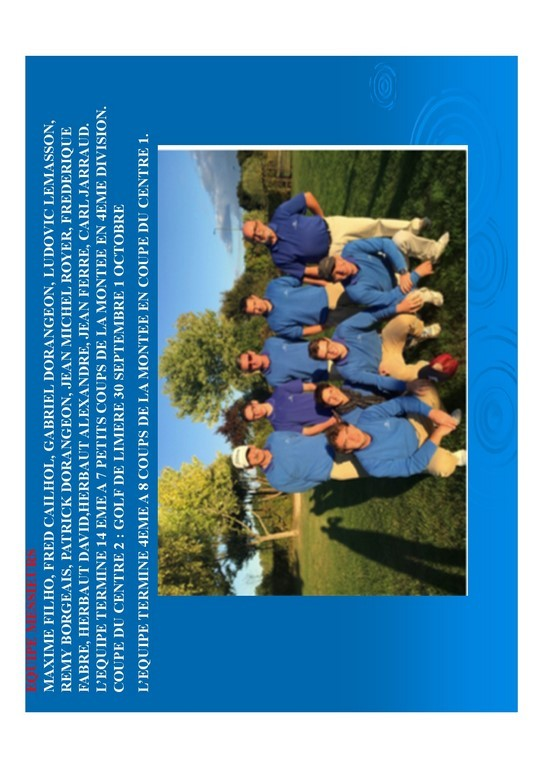 EQUIPE MESSIEURS
MAXIME FILHO, FRED CAILHOL, GABRIEL DORANGEON, LUDOVIC LEMASSON,
REMY BORGEAIS, PATRICK DORANGEON, JEAN MICHEL ROYER, FREDERIQUE
FABRE, HERBAUT DAVID,HERBAUT ALEXANDRE, JEAN FERRE, CARL JARRAUD.
L'EQUIPE TERMINE 14 EME A 7 PETITS COUPS DE LA MONTEE EN 4EME DIVISION.
COUPE DU CENTRE 2 : GOLF DE LIMERE 30 SEPTEMBRE 1 OCTOBRE
L'EQUIPE TERMINE 4EME A 8 COUPS DE LA MONTEE EN COUPE DU CENTRE 1.